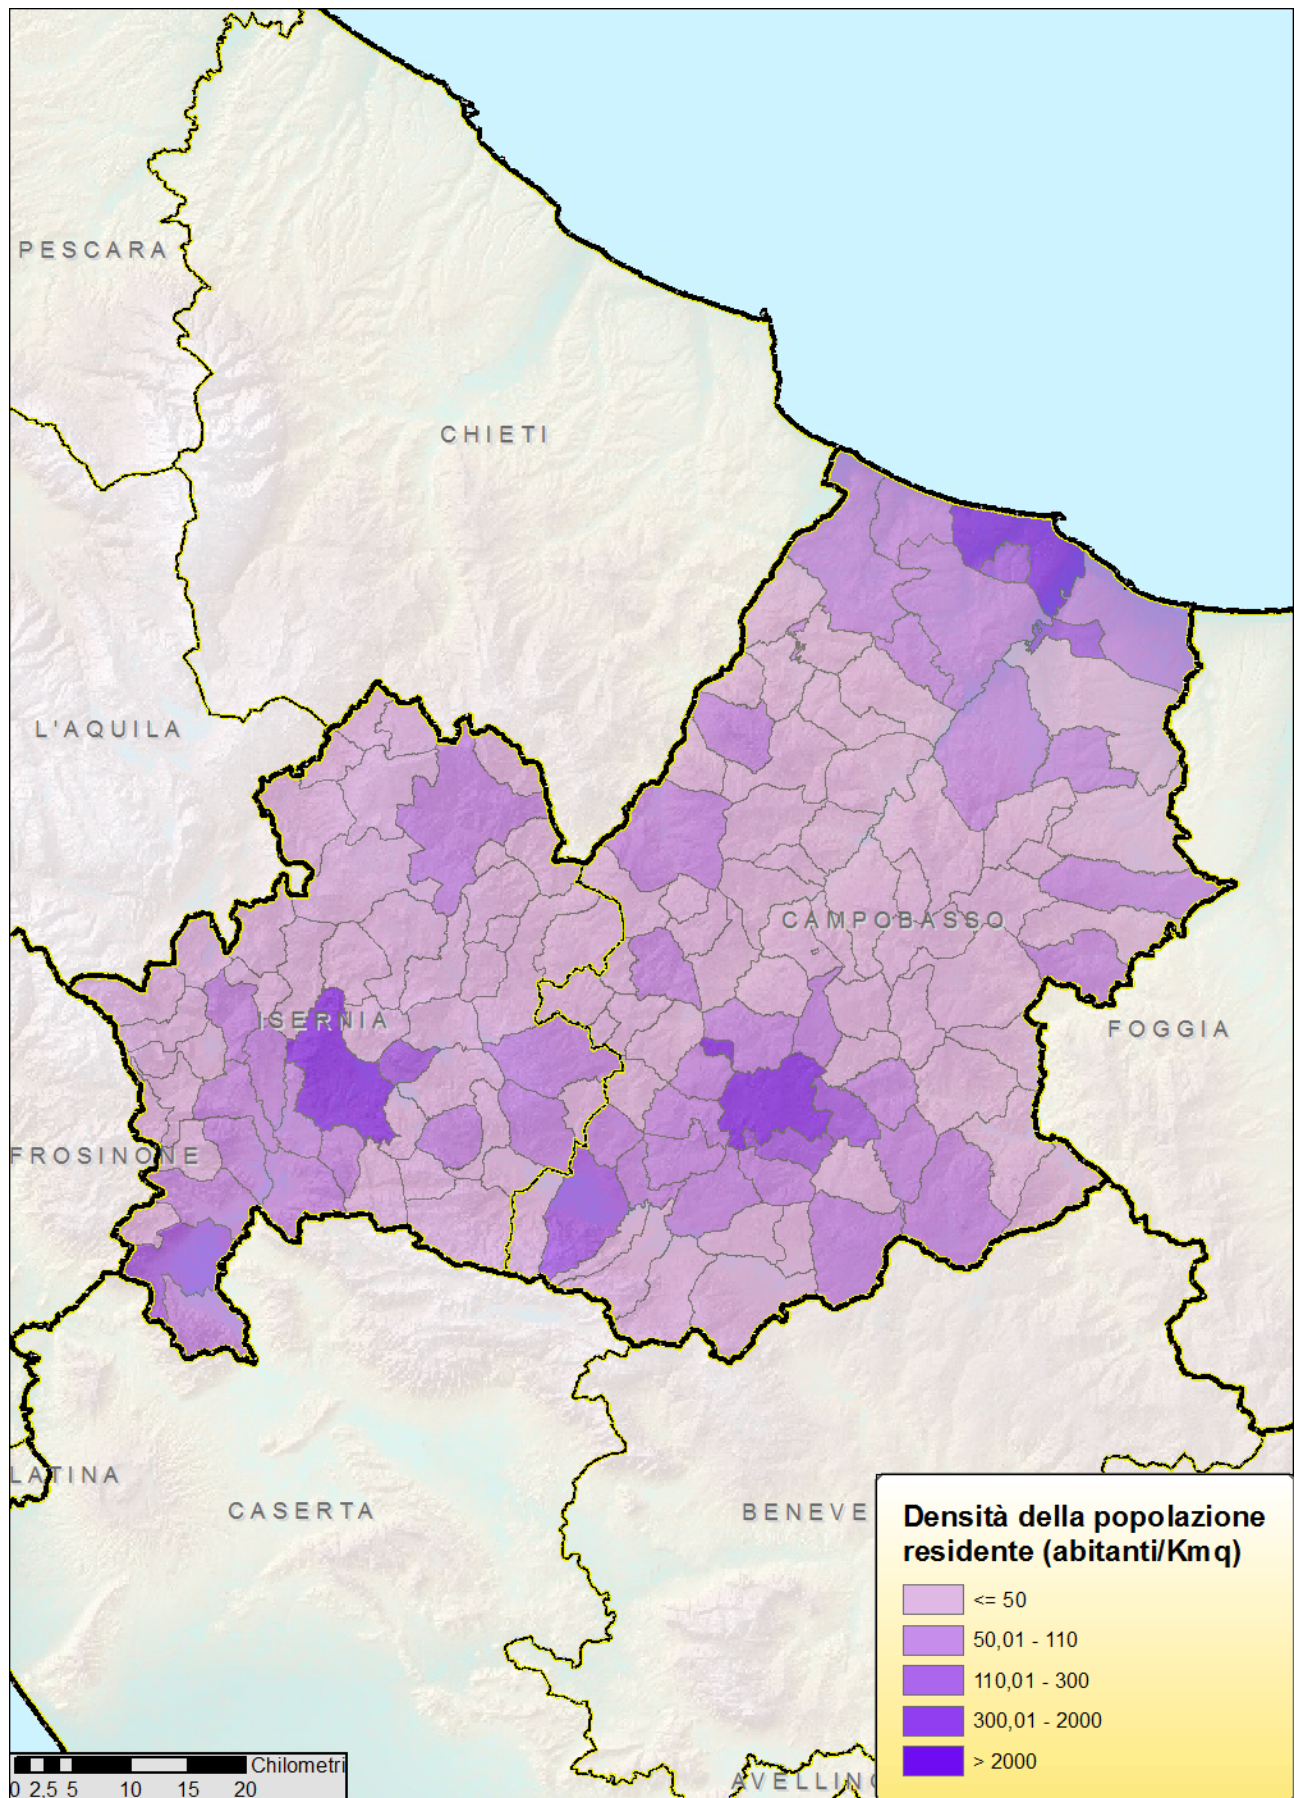 PESCARA
CHIETI
L'AQUILA
CAMPOBASSO
ISERNIA
FOGGIA
FROSINONE
LATINA
CASERTA
BENEVE
Densità della popolazione
residente (abitanti/Kmq)
<= 50
50,01 - 110
110,01 - 300
300,01 - 2000
> 2000
Chilometri
0 2,5 5 10 15 20
AVELLINO